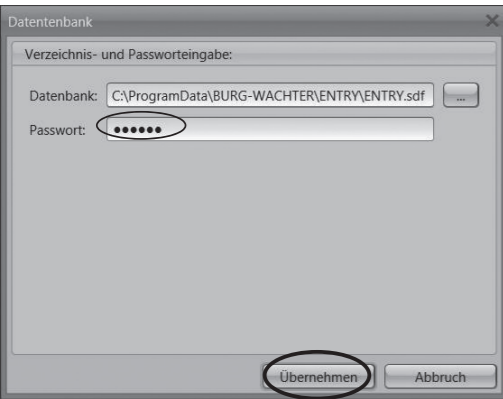 Datentenbank
Verzeichnis- und Passworteingabe:
Datenbank: C:\ProgramData\BURG-WACHTER\ENTRY\ENTRY.sdf ...
Passwort: ●●●●●●
Übernehmen Abbruch